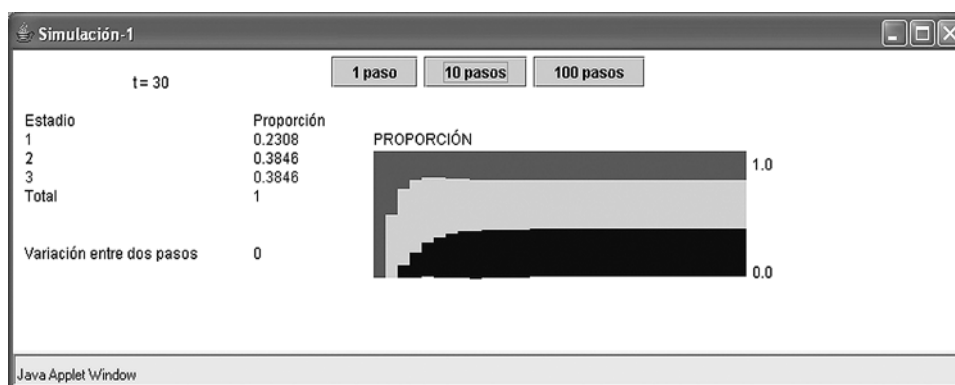 Simulación-1
t= 30
1 paso 10 pasos 100 pasos
Estadio Proporción
1 0.2308
2 0.3846
3 0.3846
Total 1
PROPORCIÓN
1.0
Variación entre dos pasos 0
0.0
Java Applet Window